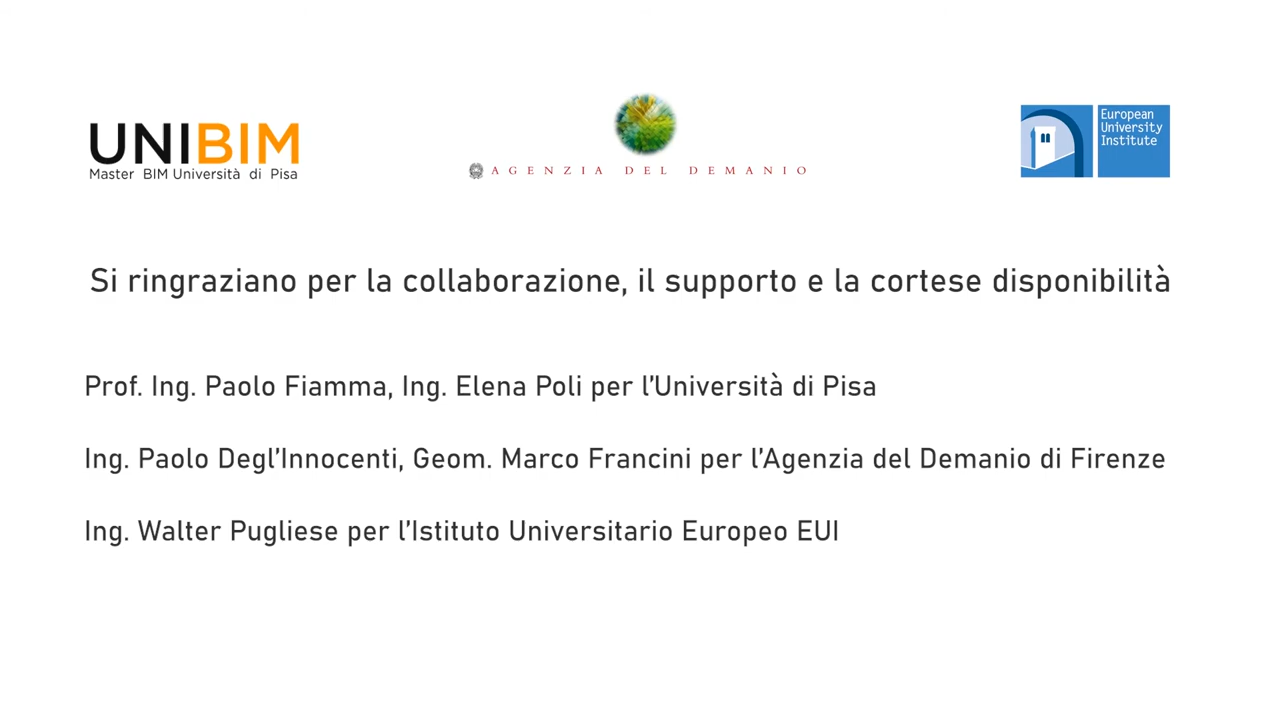 UNIBIM
Master BIM Università di Pisa
AGENZIA DEL DEMANIO
European
University
Institute
Si ringraziano per la collaborazione, il supporto e la cortese disponibilità
Prof. Ing. Paolo Fiamma, Ing. Elena Poli per l'Università di Pisa
Ing. Paolo Degl'Innocenti, Geom. Marco Francini per l'Agenzia del Demanio di Firenze
Ing. Walter Pugliese per l'Istituto Universitario Europeo EUI